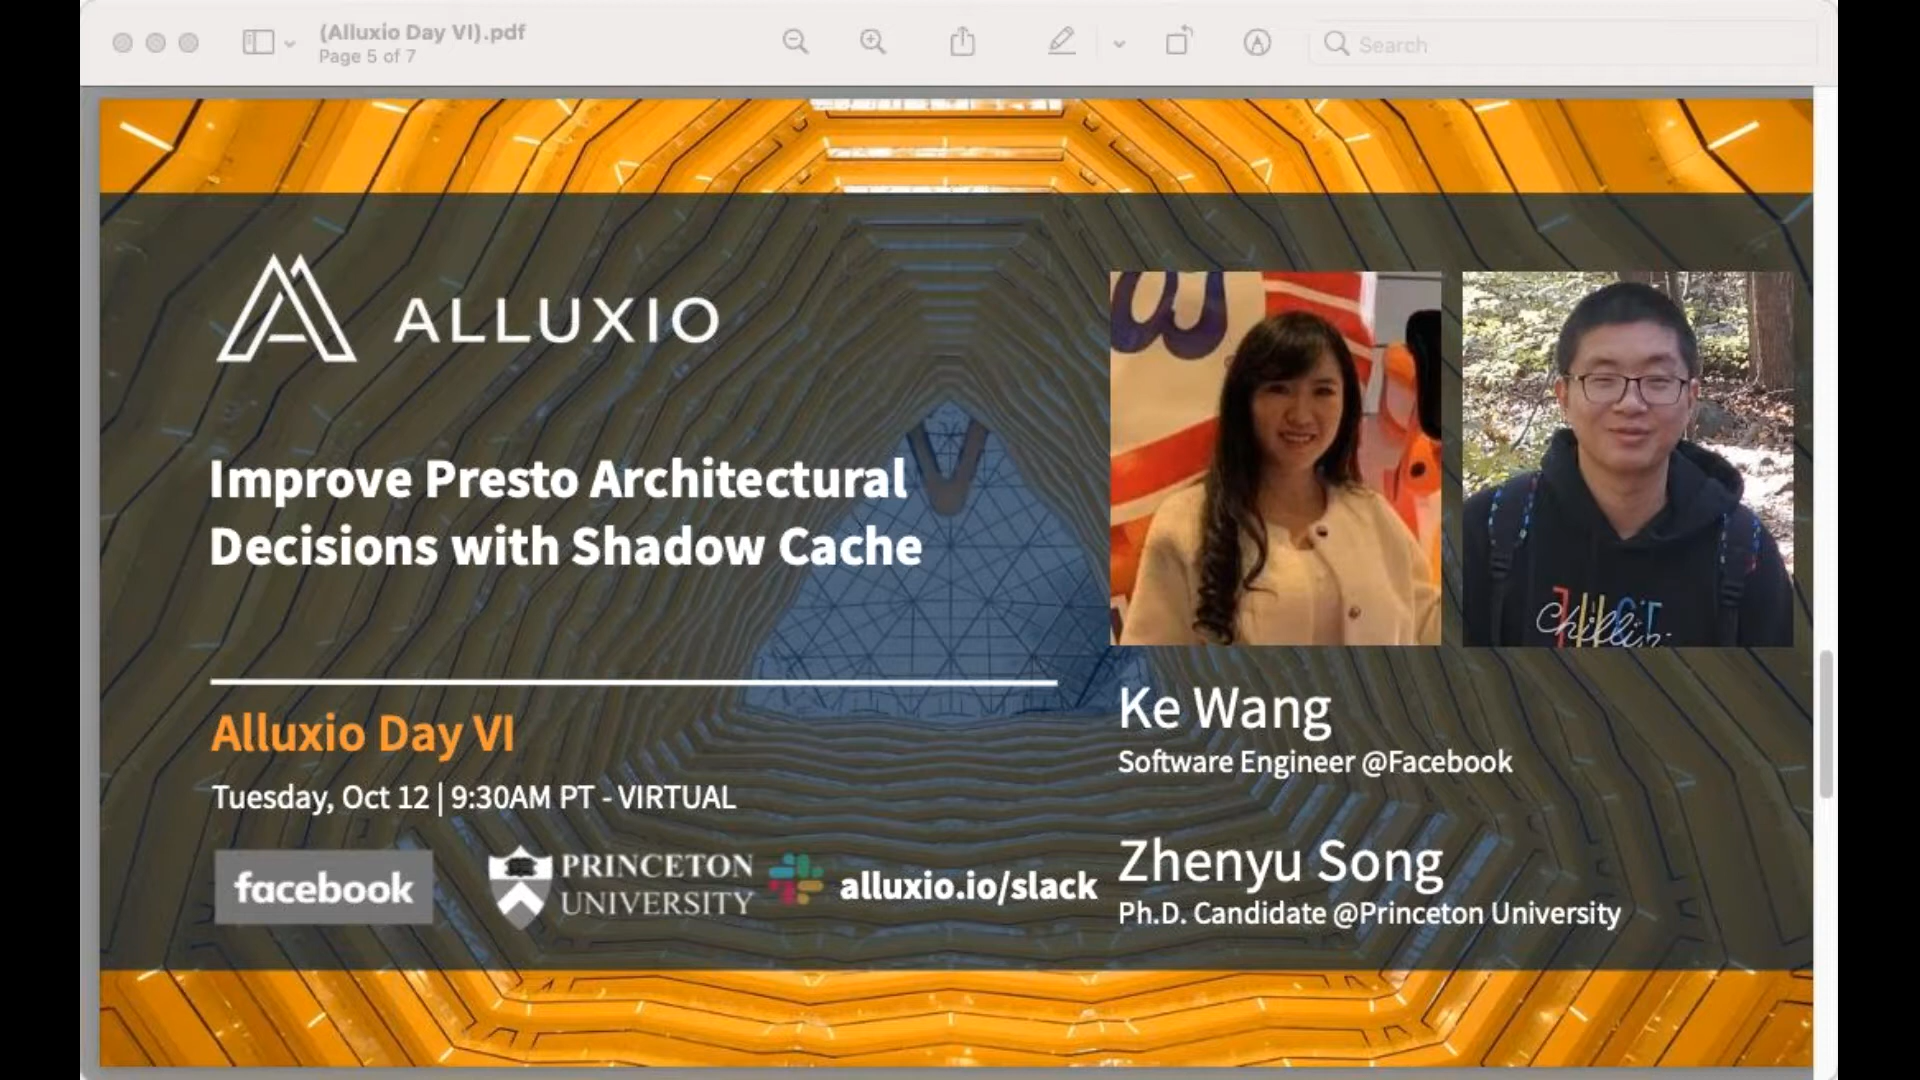 (Alluxio Day VI).pdf
Page 5 of 7
Search
ALLUXIO
Improve Presto Architectural
Decisions with Shadow Cache
Alluxio Day VI
Tuesday, Oct 12 | 9:30AM PT - VIRTUAL
facebook
PRINCETON
UNIVERSITY
alluxio.io/slack
Ke Wang
Software Engineer @Facebook
Zhenyu Song
Ph.D. Candidate @Princeton University